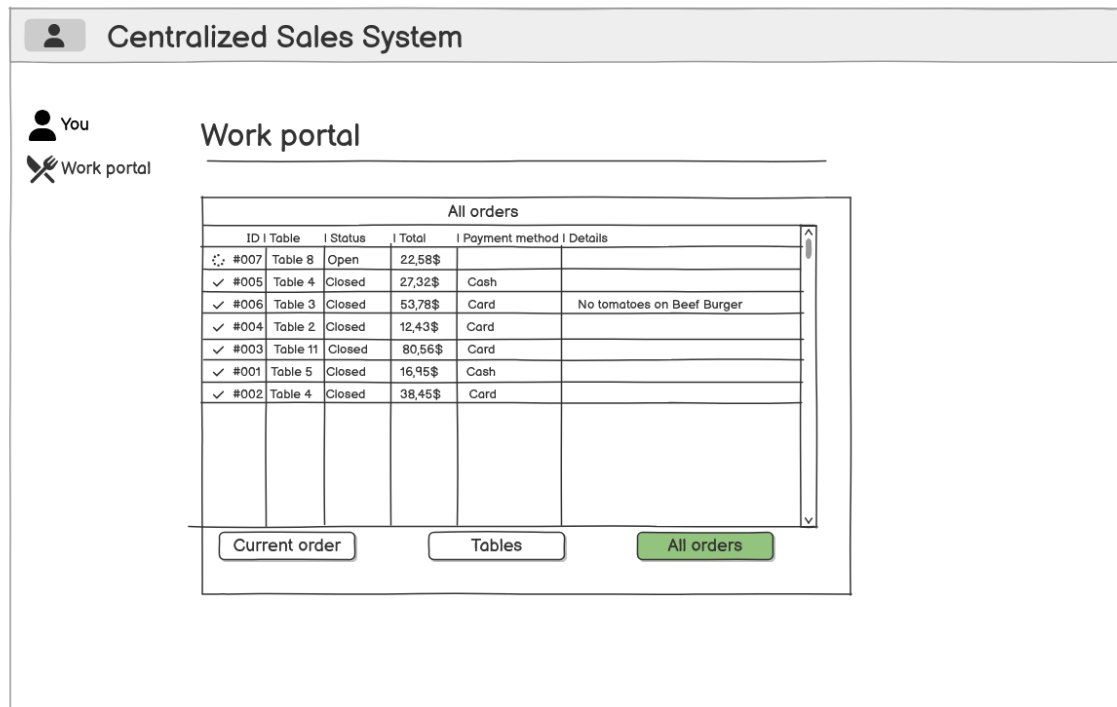 Centralized Sales System
You
Work portal
Work portal
All orders
ID | Table | Status | Total | Payment method | Details
#007 Table 8 Open 22,58$
#005 Table 4 Closed 27,32$ Cash
#006 Table 3 Closed 53,78$ Card No tomatoes on Beef Burger
#004 Table 2 Closed 12,43$ Card
#003 Table 11 Closed 80,56$ Card
#001 Table 5 Closed 16,95$ Cash
#002 Table 4 Closed 38,45$ Card
Current order Tables All orders